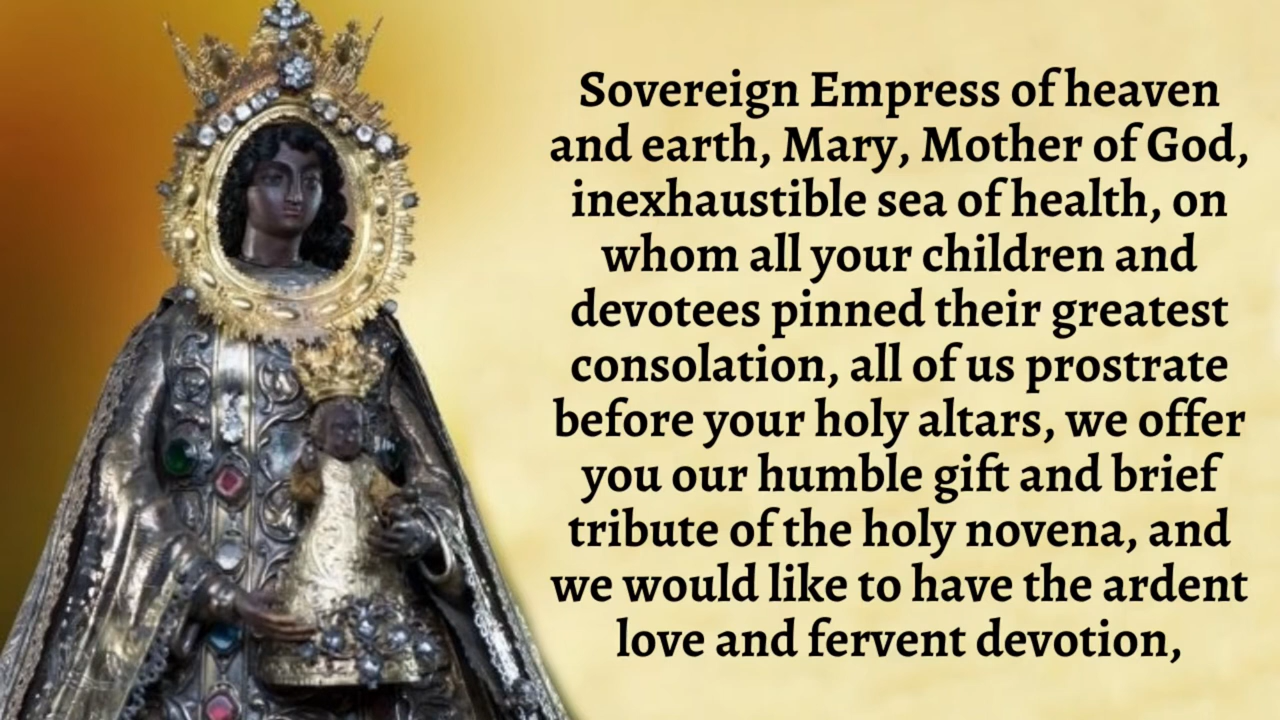 Sovereign Empress of heaven
and earth, Mary, Mother of God,
inexhaustible sea of health, on
whom all your children and
devotees pinned their greatest
consolation, all of us prostrate
before your holy altars, we offer
you our humble gift and brief
tribute of the holy novena, and
we would like to have the ardent
love and fervent devotion,